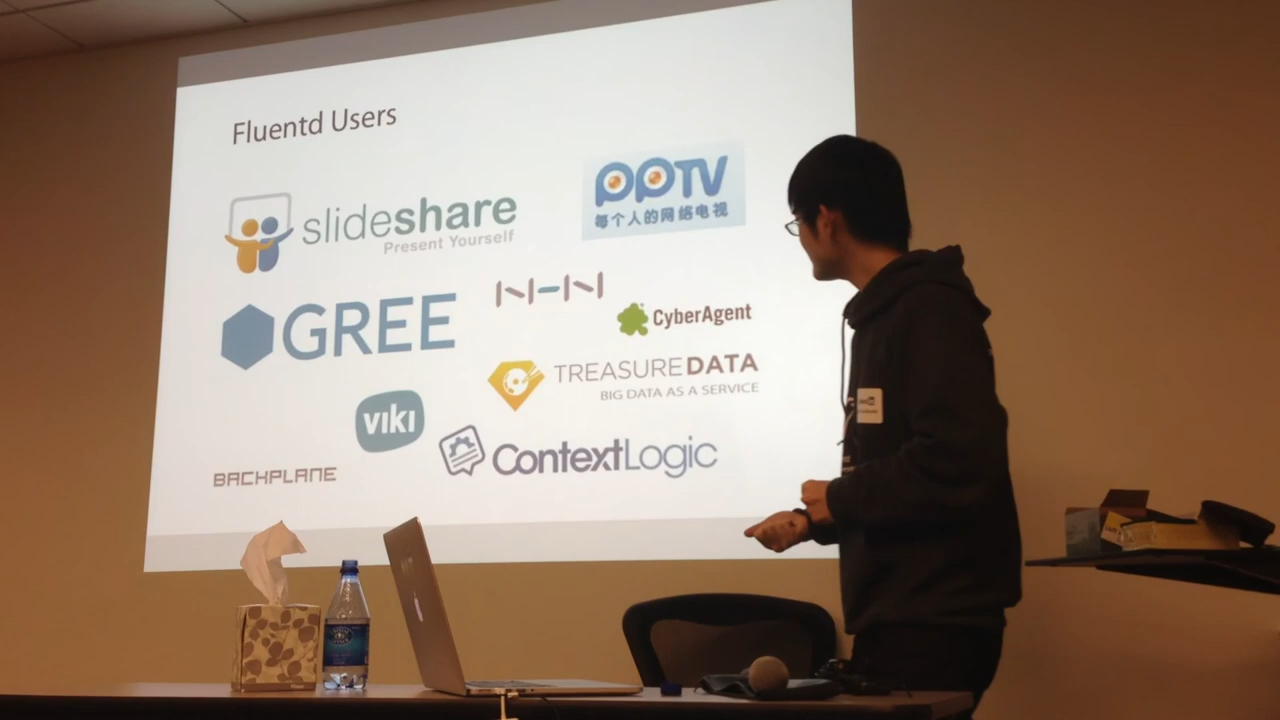 Fluentd Users
slideshare
Present Yourself
PPTV
每个人的网络电视
GREE
N-N
CyberAgent
TREASURE DATA
BIG DATA AS A SERVICE
viki
ContextLogic
BACKPLANE